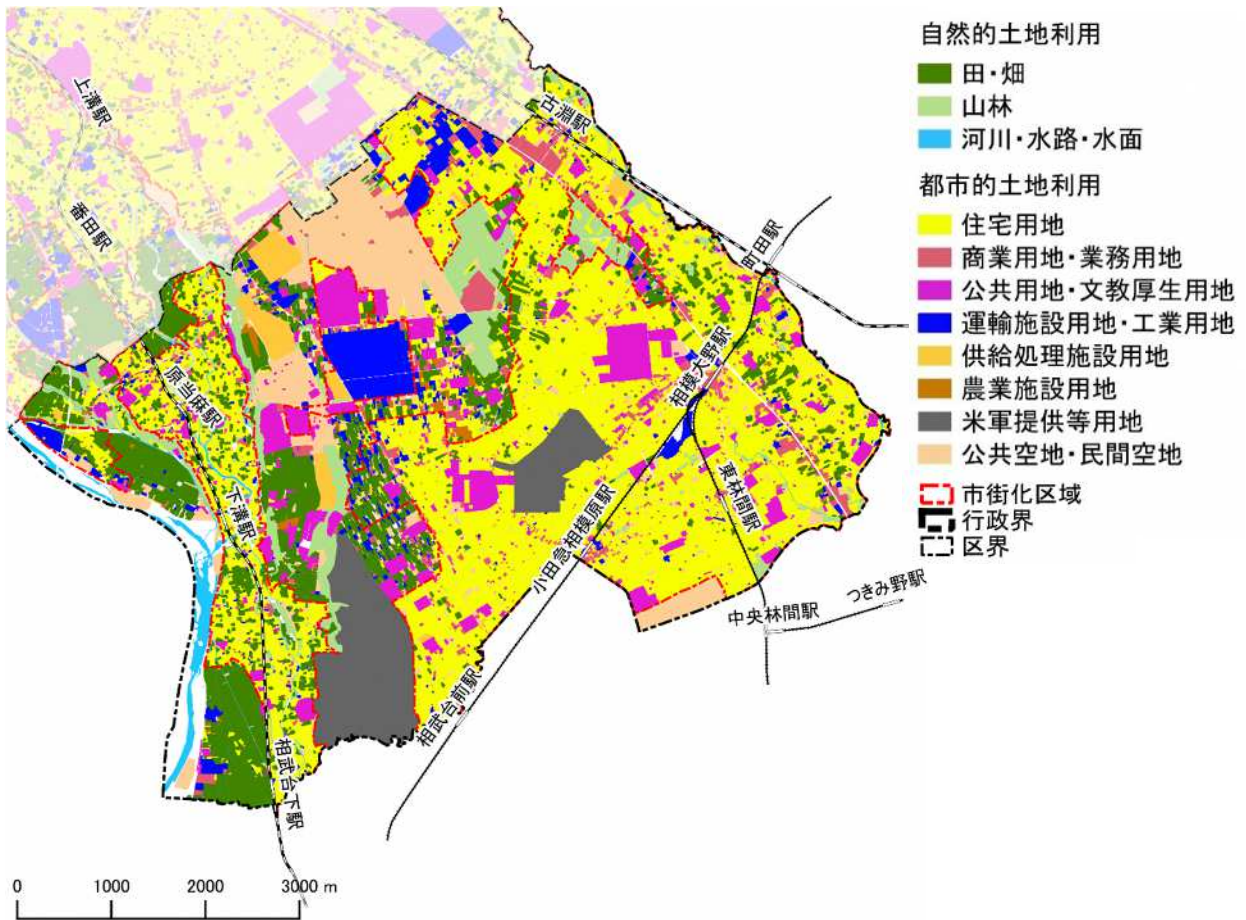 自然的土地利用
田・畑
山林
河川・水路・水面
都市的土地利用
住宅用地
商業用地・業務用地
公共用地・文教厚生用地
運輸施設用地・工業用地
供給処理施設用地
農業施設用地
米軍提供等用地
公共空地・民間空地
市街化区域
行政界
区界
上溝駅
番田駅
古淵駅
町田駅
原当麻駅
相模大野駅
下溝駅
東林間駅
小田急相模原駅
つきみ野駅
中央林間駅
相武台前駅
相武台下駅
0 1000 2000 3000 m